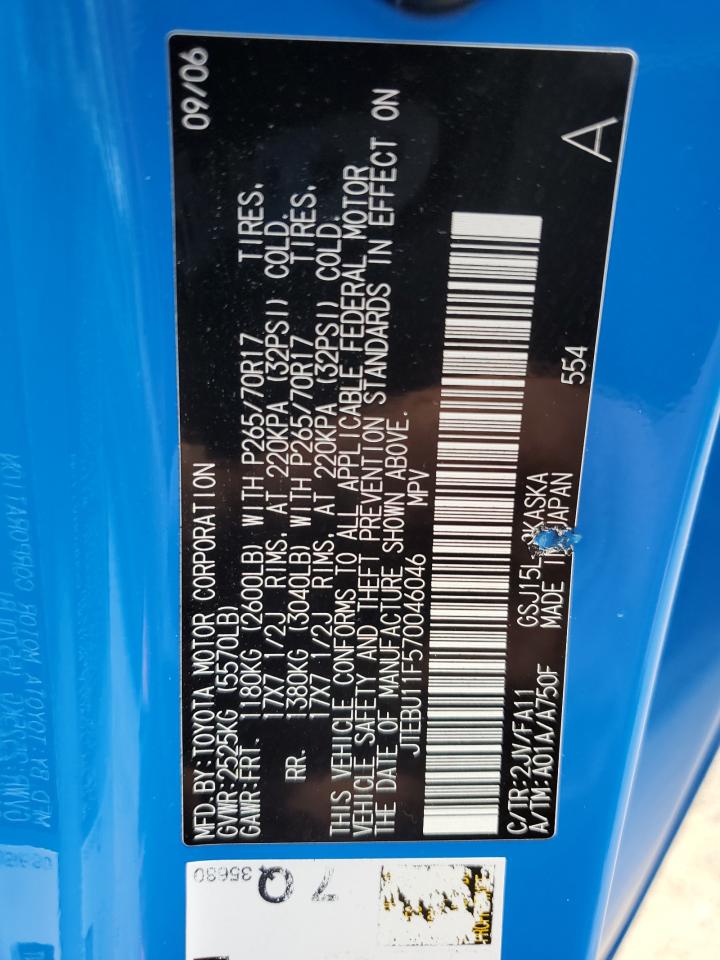 MFD.BY:TOYOTA MOTOR CORPORATION 09/06
GVWR:2525KG (5570LB)
GAWR:FRT. 1180KG (2600LB) WITH P265/70R17 TIRES,
17X7 1/2J RIMS, AT 220KPA (32PSI) COLD.
RR. 1380KG (3040LB) WITH P265/70R17 TIRES,
17X7 1/2J RIMS, AT 220KPA (32PSI) COLD.
THIS VEHICLE CONFORMS TO ALL APPLICABLE FEDERAL MOTOR
VEHICLE SAFETY AND THEFT PREVENTION STANDARDS IN EFFECT ON
THE DATE OF MANUFACTURE SHOWN ABOVE.
JTEBU11F570046046 MPV
C/TR:2JV/FA11 GSJ15L KASKA
A/TM:A01A/A750F MADE IN JAPAN 554 A
35680
7Q